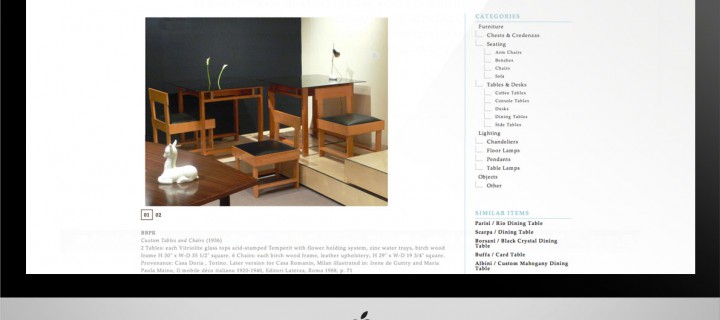 CATEGORIES
Furniture
Chests & Credenzas
Seating
Arm Chairs
Benches
Chairs
Sofa
Tables & Desks
Coffee Tables
Console Tables
Desks
Dining Tables
Side Tables
Lighting
Chandeliers
Floor Lamps
Pendants
Table Lamps
Objects
Other
01 02
BBPR
Custom Tables and Chairs (1956)
2 Tables: each Vitriolite glass tops acid-stamped Temperit with flower holding system, zinc water trays, birch wood
frame H 30" x W-D 35 1/2" square. 4 Chairs: each birch wood frame, leather upholstery, H 29" x W-D 19 3/4" square.
Provenance: Casa Doria, Torino. Later version for Casa Romanis, Milan illustrated in: Irene de Guttry and Maria
Paola Maino, Il mobile déco italiano 1920-1940, Editori Laterza, Roma 1988, p. 71
SIMILAR ITEMS
Parisi / Rio Dining Table
Scarpa / Dining Table
Borsani / Black Crystal Dining
Table
Buffa / Card Table
Albini / Custom Mahogany Dining
Table